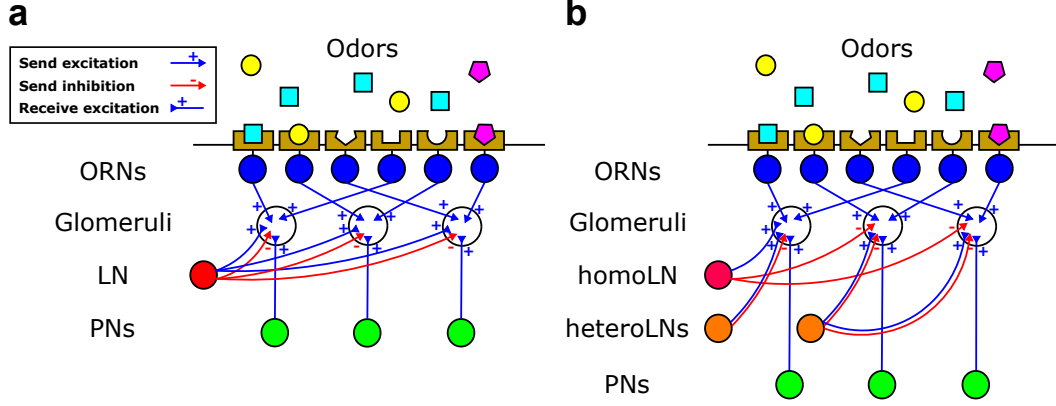 a
Odors
Send excitation +
Send inhibition -
Receive excitation +
ORNs
Glomeruli
LN
PNs
b
Odors
ORNs
Glomeruli
homoLN
heteroLNs
PNs